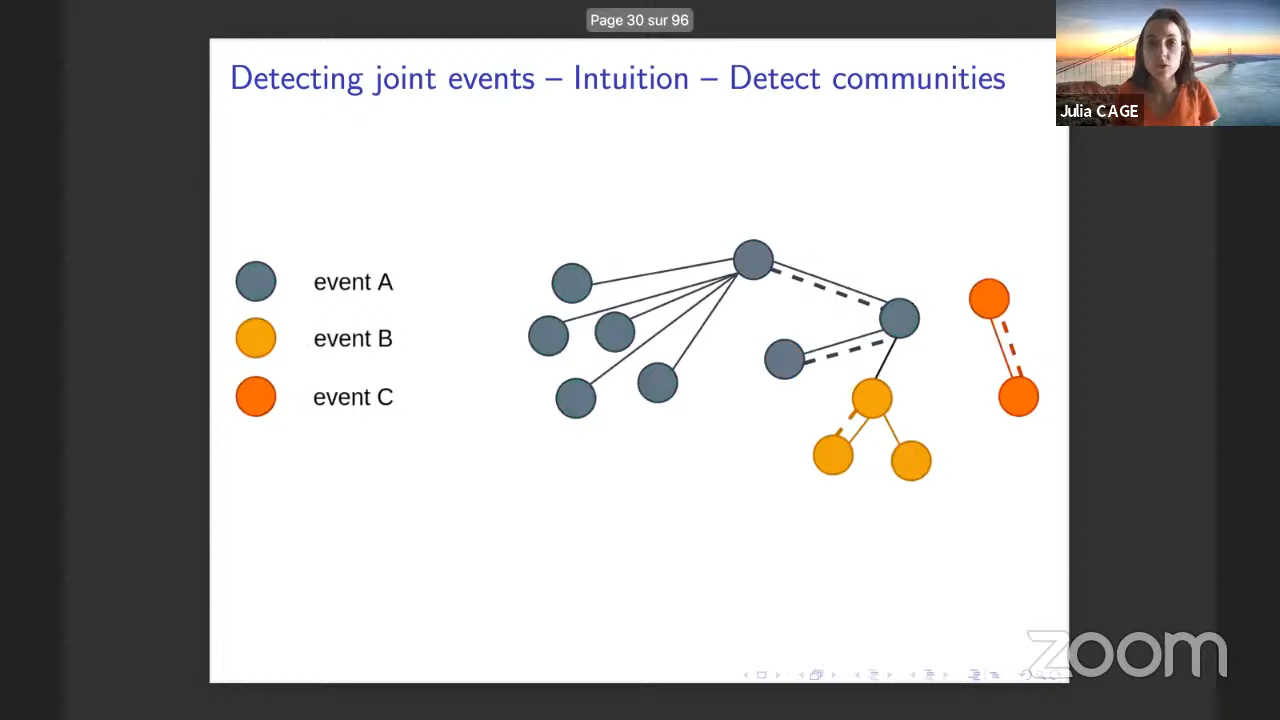 Page 30 sur 96
Detecting joint events – Intuition – Detect communities
Julia CAGE
event A
event B
event C
zoom